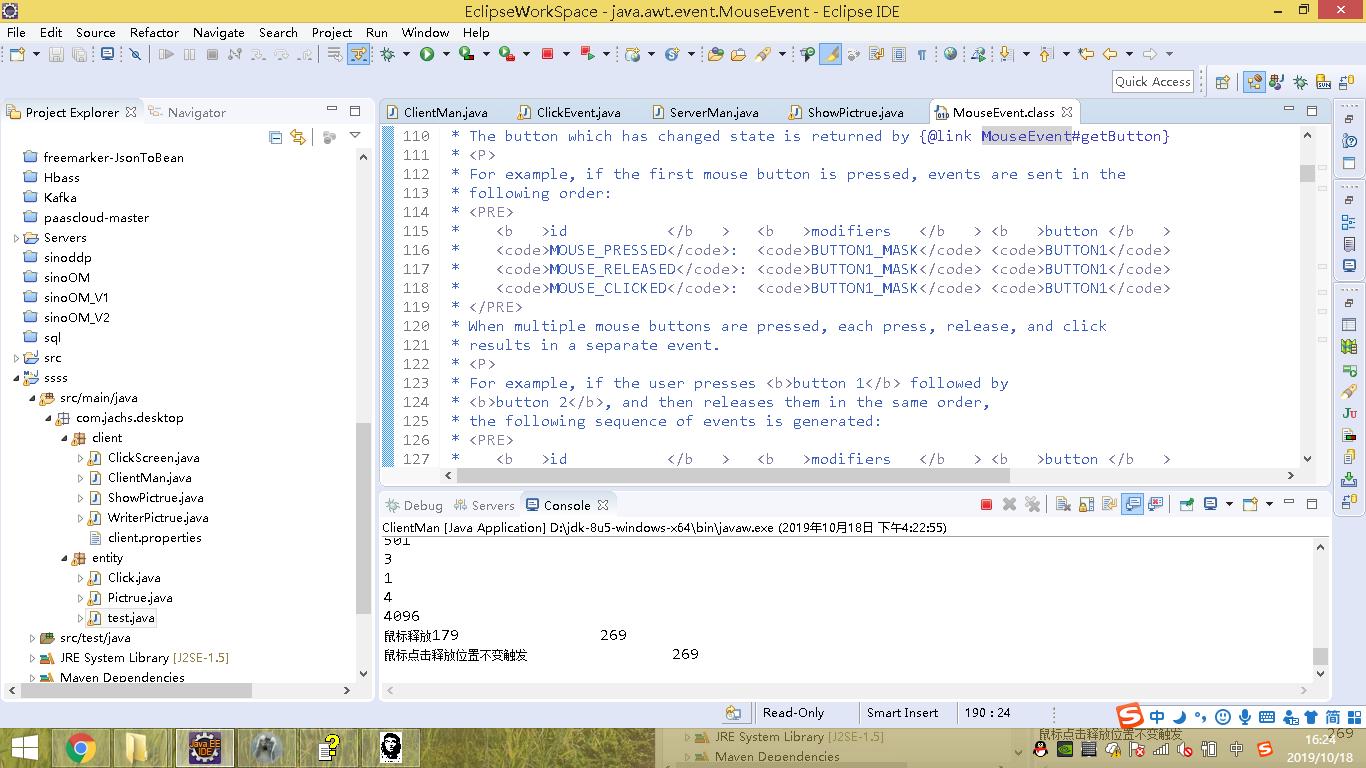 EclipseWorkSpace - java.awt.event.MouseEvent - Eclipse IDE
File Edit Source Refactor Navigate Search Project Run Window Help
Quick Access
Project Explorer Navigator
freemarker-JsonToBean
Hbass
Kafka
paascloud-master
Servers
sinoddp
sinoOM
sinoOM_V1
sinoOM_V2
sql
src
ssss
src/main/java
com.jachs.desktop
client
ClickScreen.java
ClientMan.java
ShowPictrue.java
WriterPictrue.java
client.properties
entity
Click.java
Pictrue.java
test.java
src/test/java
JRE System Library [J2SE-1.5]
Maven Dependencies
ClientMan.java ClickEvent.java ServerMan.java ShowPictrue.java MouseEvent.class
110 * The button which has changed state is returned by {@link MouseEvent#getButton}
111 * <P>
112 * For example, if the first mouse button is pressed, events are sent in the
113 * following order:
114 * <PRE>
115 * <b >id </b > <b >modifiers </b > <b >button </b >
116 * <code>MOUSE_PRESSED</code>: <code>BUTTON1_MASK</code> <code>BUTTON1</code>
117 * <code>MOUSE_RELEASED</code>: <code>BUTTON1_MASK</code> <code>BUTTON1</code>
118 * <code>MOUSE_CLICKED</code>: <code>BUTTON1_MASK</code> <code>BUTTON1</code>
119 * </PRE>
120 * When multiple mouse buttons are pressed, each press, release, and click
121 * results in a separate event.
122 * <P>
123 * For example, if the user presses <b>button 1</b> followed by
124 * <b>button 2</b>, and then releases them in the same order,
125 * the following sequence of events is generated:
126 * <PRE>
127 * <b >id </b > <b >modifiers </b > <b >button </b >
Debug Servers Console
ClientMan [Java Application] D:\jdk-8u5-windows-x64\bin\javaw.exe (2019年10月18日 下午4:22:55)
501
3
1
4
4096
鼠标释放179 269
鼠标点击释放位置不变触发 269
Read-Only Smart Insert 190 : 24
中 简
JRE System Library [J2SE-1.5]
Maven Dependencies
鼠标点击释放位置不变触发 269
中
16:24
2019/10/18
Java EE
IDE